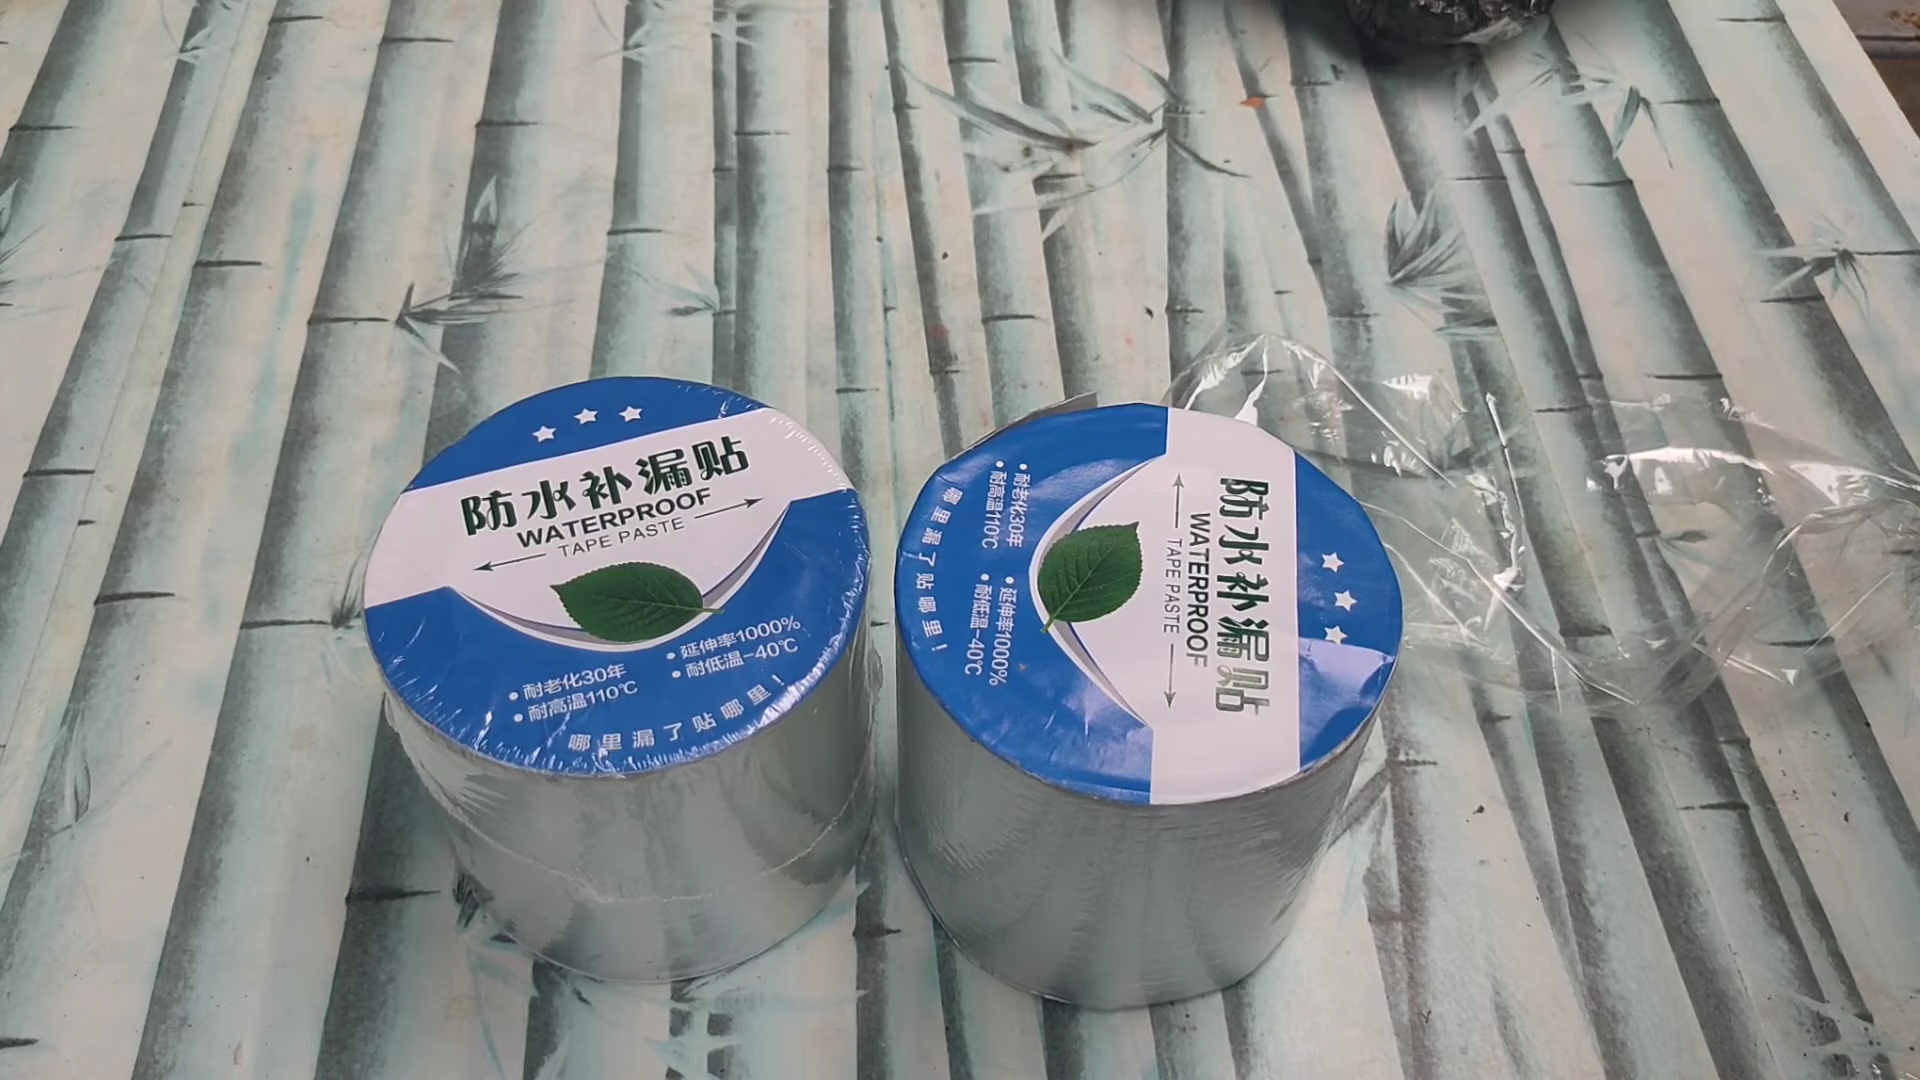 防水补漏贴
WATERPROOF
TAPE PASTE
• 耐老化30年
• 耐高温110℃
• 延伸率1000%
• 耐低温-40℃
哪里漏了贴哪里！
防水补漏贴
WATERPROOF
TAPE PASTE
• 耐老化30年
• 耐高温110℃
• 延伸率1000%
• 耐低温-40℃
哪里漏了贴哪里！